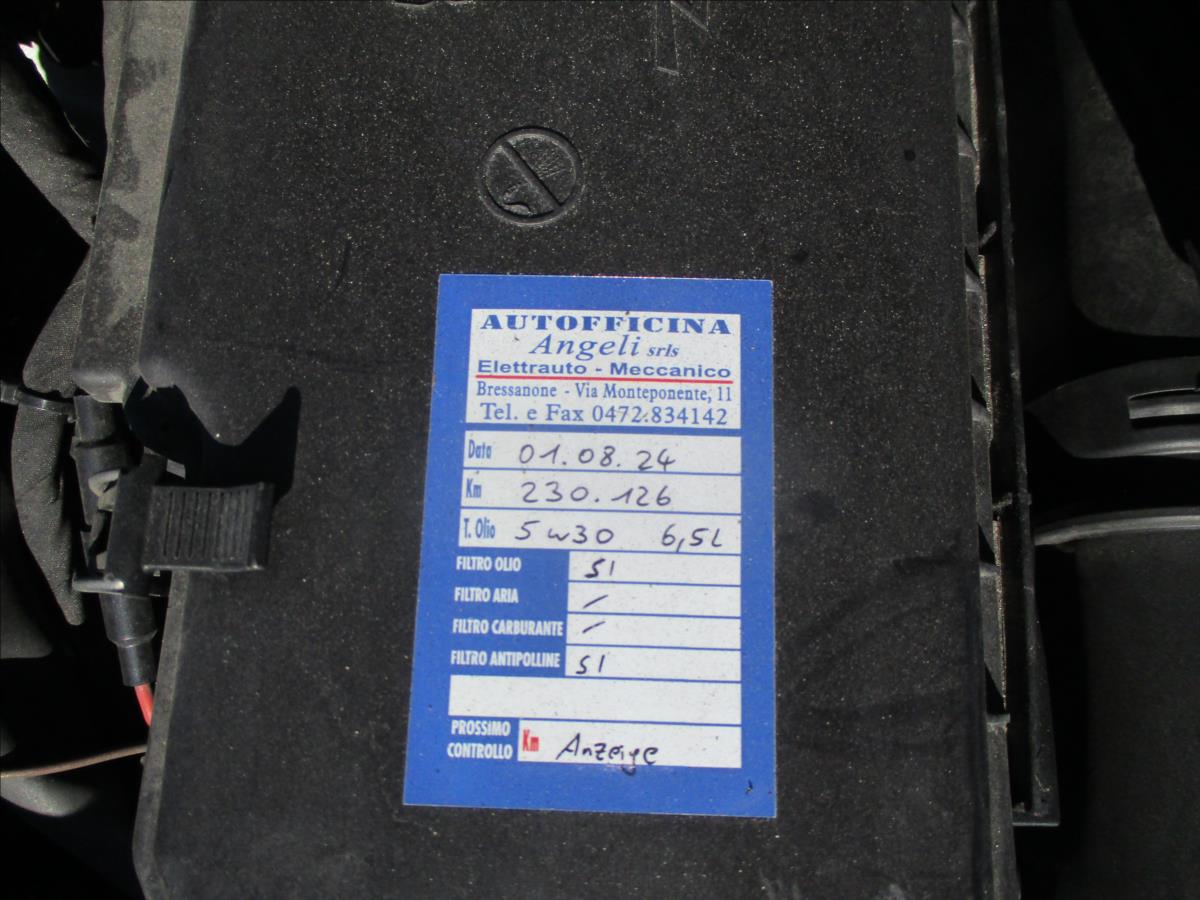 AUTOFFICINA
Angeli srls
Elettrauto - Meccanico
Bressanone - Via Monteponente, 11
Tel. e Fax 0472.834142
Data 01.08.24
Km 230.126
T. Olio 5w30 6,5L
FILTRO OLIO SI
FILTRO ARIA /
FILTRO CARBURANTE /
FILTRO ANTIPOLLINE SI
PROSSIMO
CONTROLLO Km Anzeige